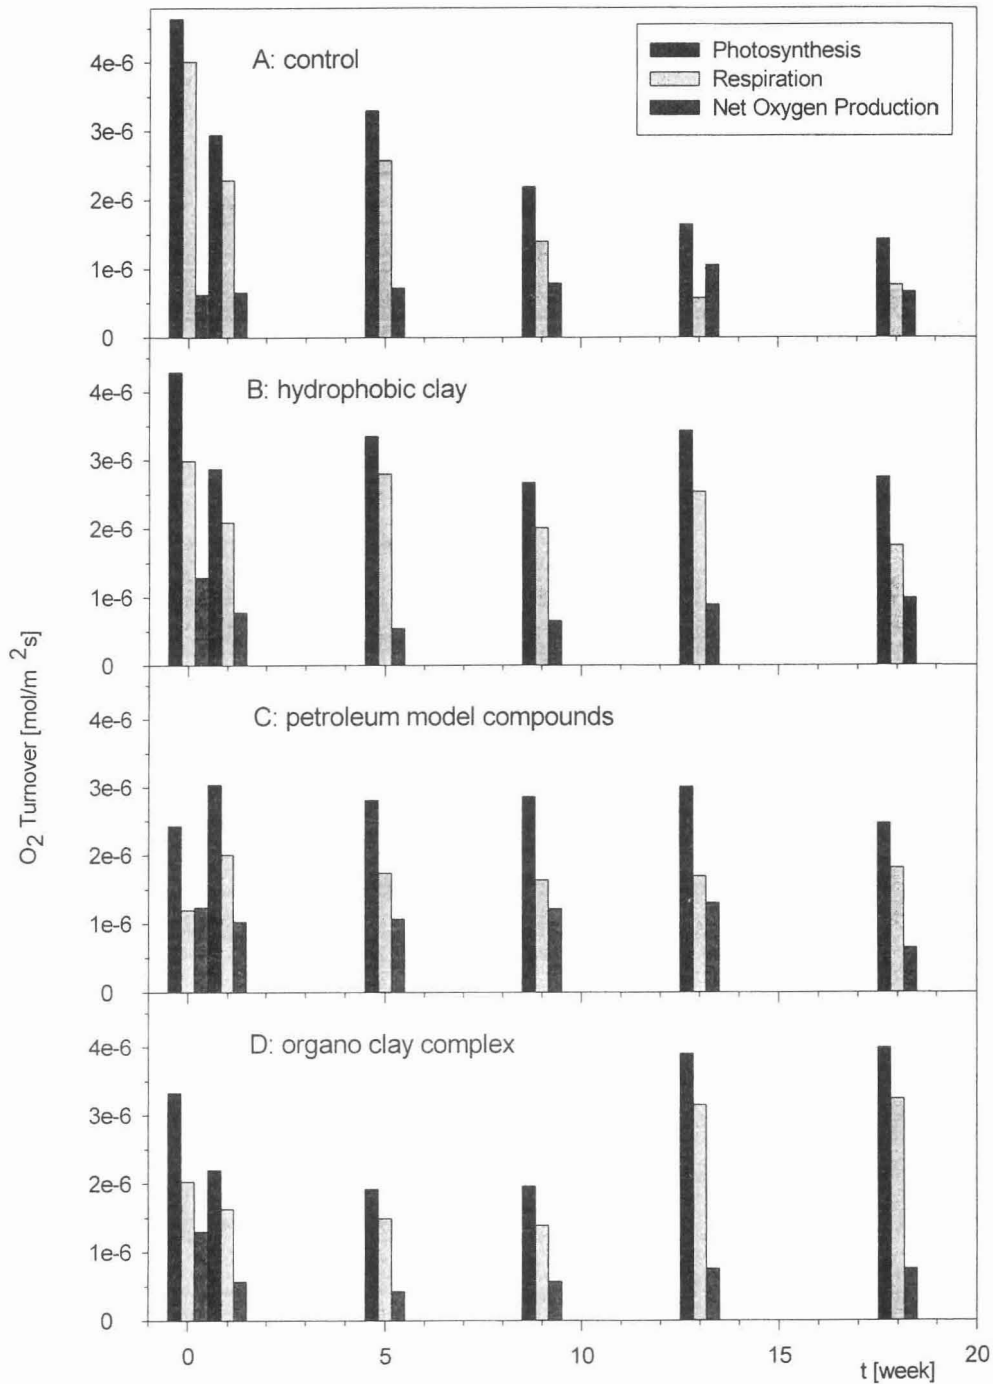 A: control
Photosynthesis
Respiration
Net Oxygen Production
4e-6
3e-6
2e-6
1e-6
0
B: hydrophobic clay
4e-6
3e-6
2e-6
1e-6
0
C: petroleum model compounds
4e-6
3e-6
2e-6
1e-6
0
D: organo clay complex
4e-6
3e-6
2e-6
1e-6
0
O2 Turnover [mol/m 2s]
0 5 10 15 20
t [week]